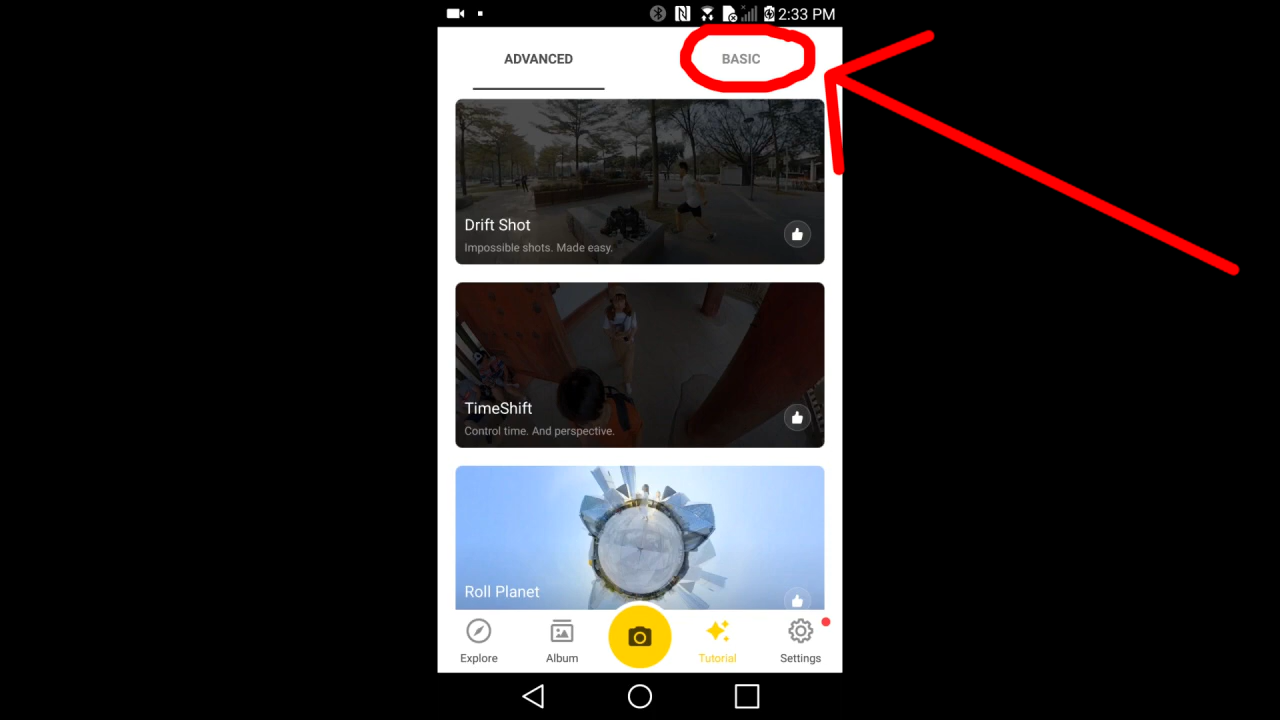 2:33 PM
ADVANCED
BASIC
Drift Shot
Impossible shots. Made easy.
TimeShift
Control time. And perspective.
Roll Planet
Explore
Album
Tutorial
Settings